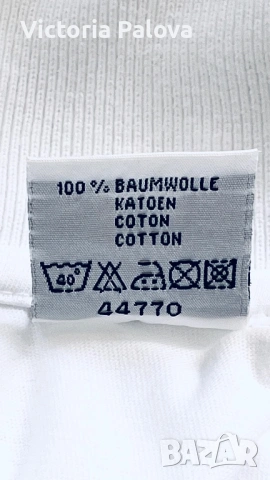 Victoria Palova
100 % BAUMWOLLE
KATOEN
COTON
COTTON
40°
44770
BAZAR